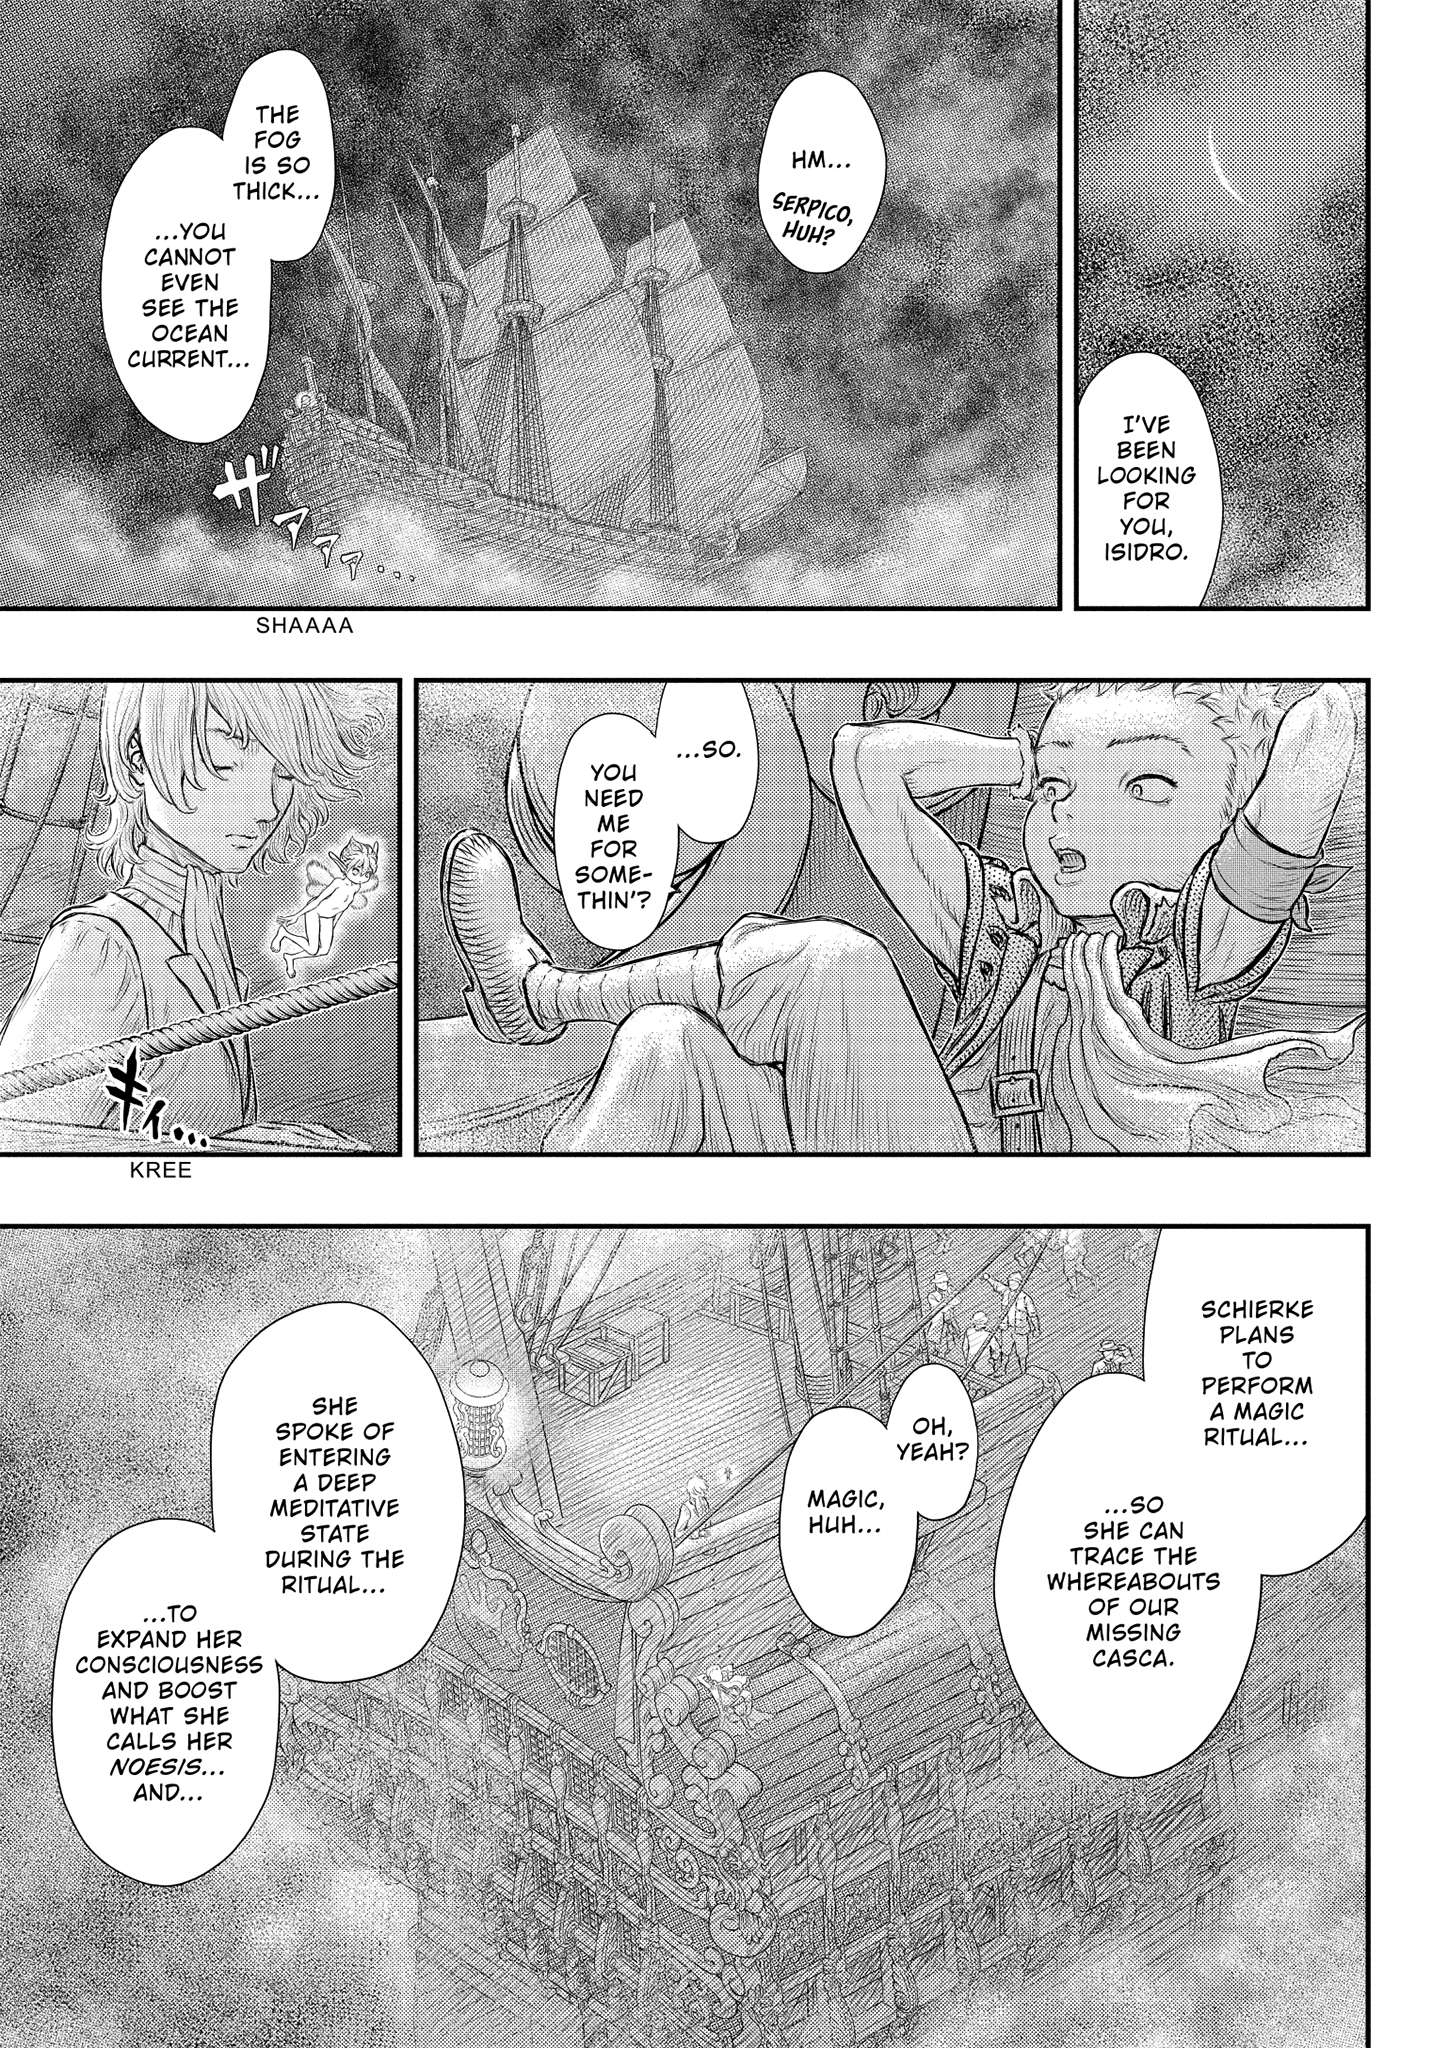 I'VE
BEEN
LOOKING
FOR
YOU,
ISIDRO.
HM...
SERPICO,
HUH?
THE
FOG
IS SO
THICK...
...YOU
CANNOT
EVEN
SEE THE
OCEAN
CURRENT...
ザァァァ...
SHAAAA
...SO.
YOU
NEED
ME
FOR
SOME-
THIN'?
キィ...
KREE
SCHIERKE
PLANS
TO
PERFORM
A MAGIC
RITUAL...
...SO
SHE CAN
TRACE THE
WHEREABOUTS
OF OUR
MISSING
CASCA.
OH,
YEAH?
MAGIC,
HUH...
SHE
SPOKE OF
ENTERING
A DEEP
MEDITATIVE
STATE
DURING THE
RITUAL...
...TO
EXPAND HER
CONSCIOUSNESS
AND BOOST
WHAT SHE
CALLS HER
NOESIS...
AND...